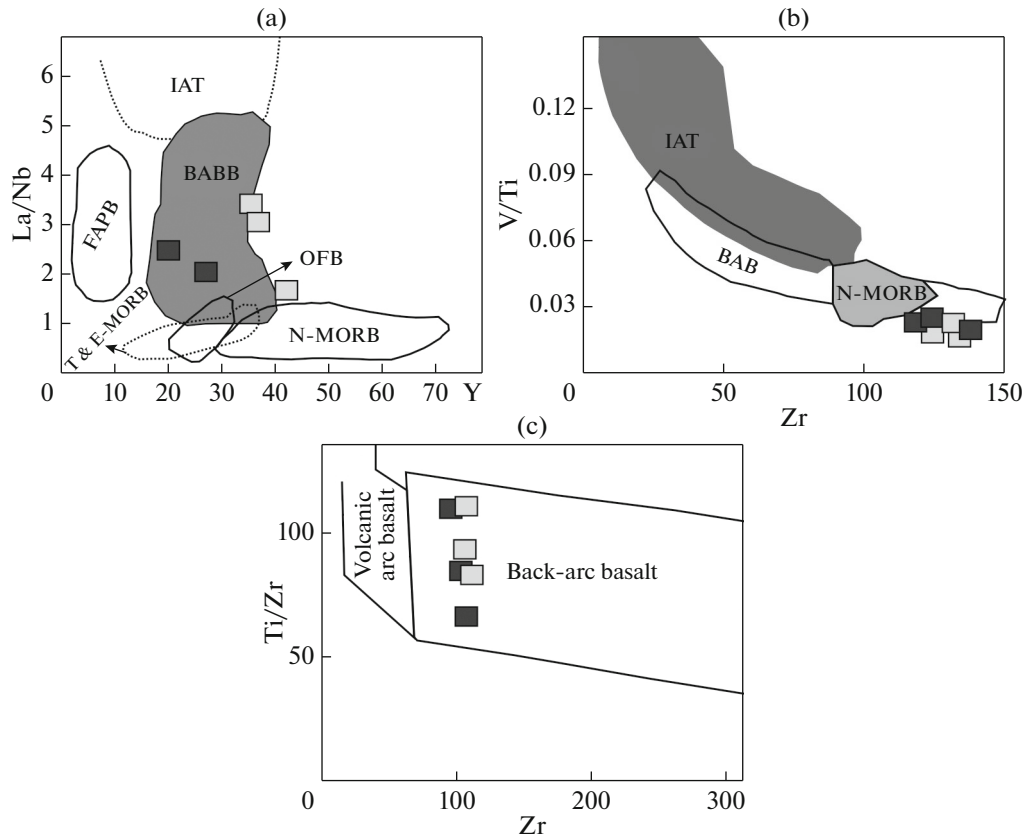 (a)
La/Nb
6
5
4
3
2
1
0
10
20
30
40
50
60
70
Y
IAT
BABB
FAPB
OFB
T & E-MORB
N-MORB
(b)
V/Ti
0.12
0.09
0.06
0.03
0
50
100
150
Zr
IAT
BAB
N-MORB
(c)
Ti/Zr
100
50
0
100
200
300
Zr
Volcanic
arc basalt
Back-arc basalt